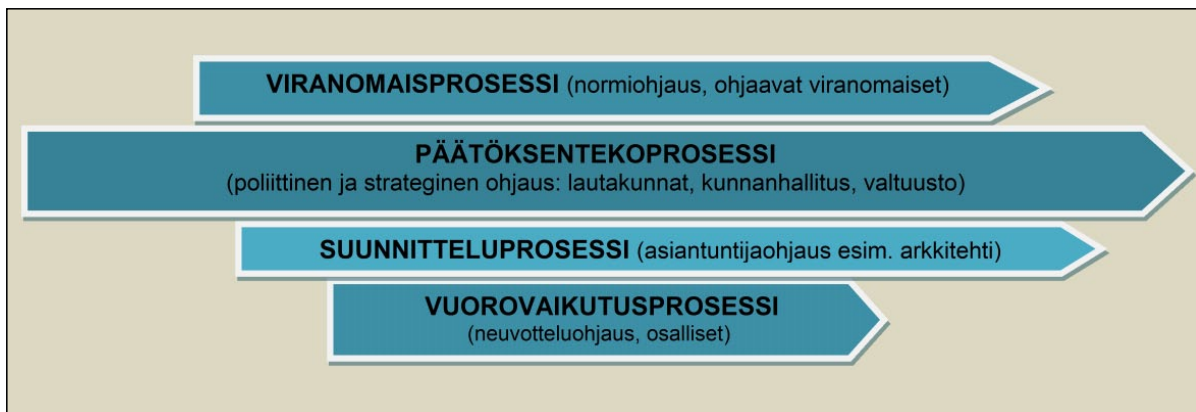 VIRANOMAISPROSESSI (normiohjaus, ohjaavat viranomaiset)
PÄÄTÖKSENTEKOPROSESSI
(poliittinen ja strateginen ohjaus: lautakunnat, kunnanhallitus, valtuusto)
SUUNNITTELUPROSESSI (asiantuntijaohjaus esim. arkkitehti)
VUOROVAIKUTUSPROSESSI
(neuvotteluohjaus, osalliset)